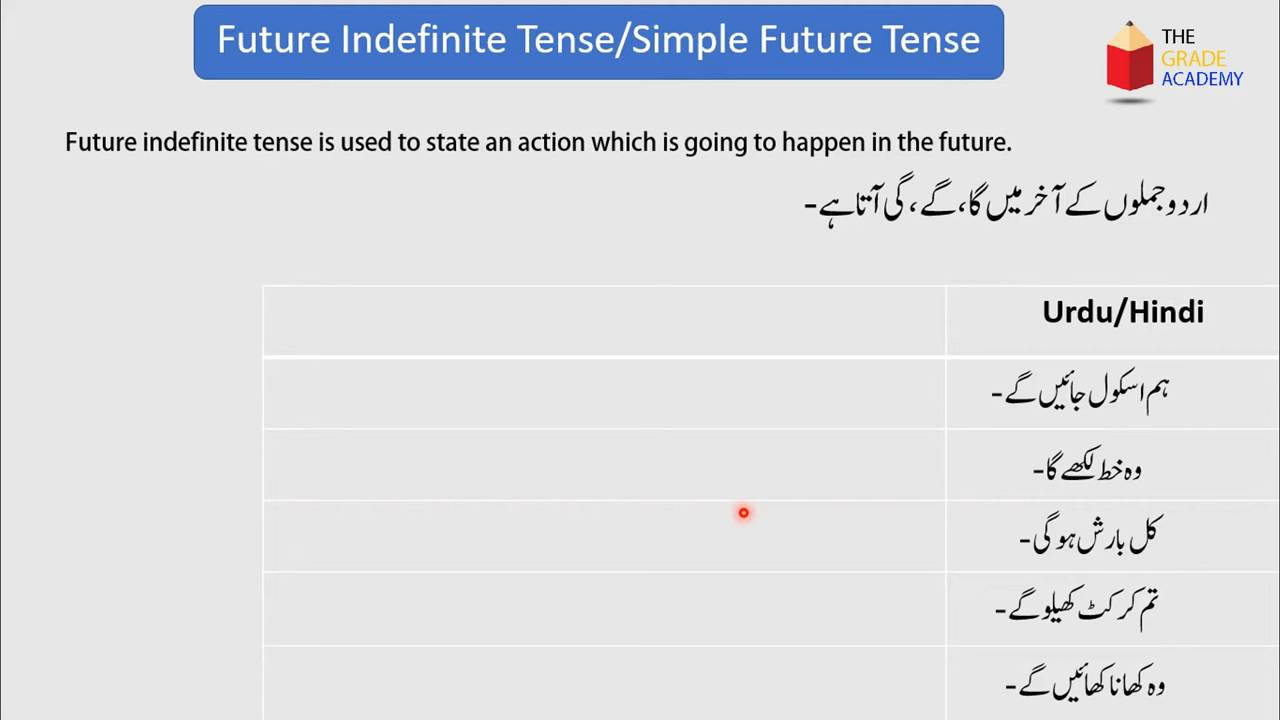 Future Indefinite Tense/Simple Future Tense
THE
GRADE
ACADEMY
Future indefinite tense is used to state an action which is going to happen in the future.
اردو جملوں کے آخر میں گا، گے، گی آتا ہے-
Urdu/Hindi
ہم اسکول جائیں گے-
وہ خط لکھے گا-
کل بارش ہو گی-
تم کرکٹ کھیلو گے-
وہ کھانا کھائیں گے-